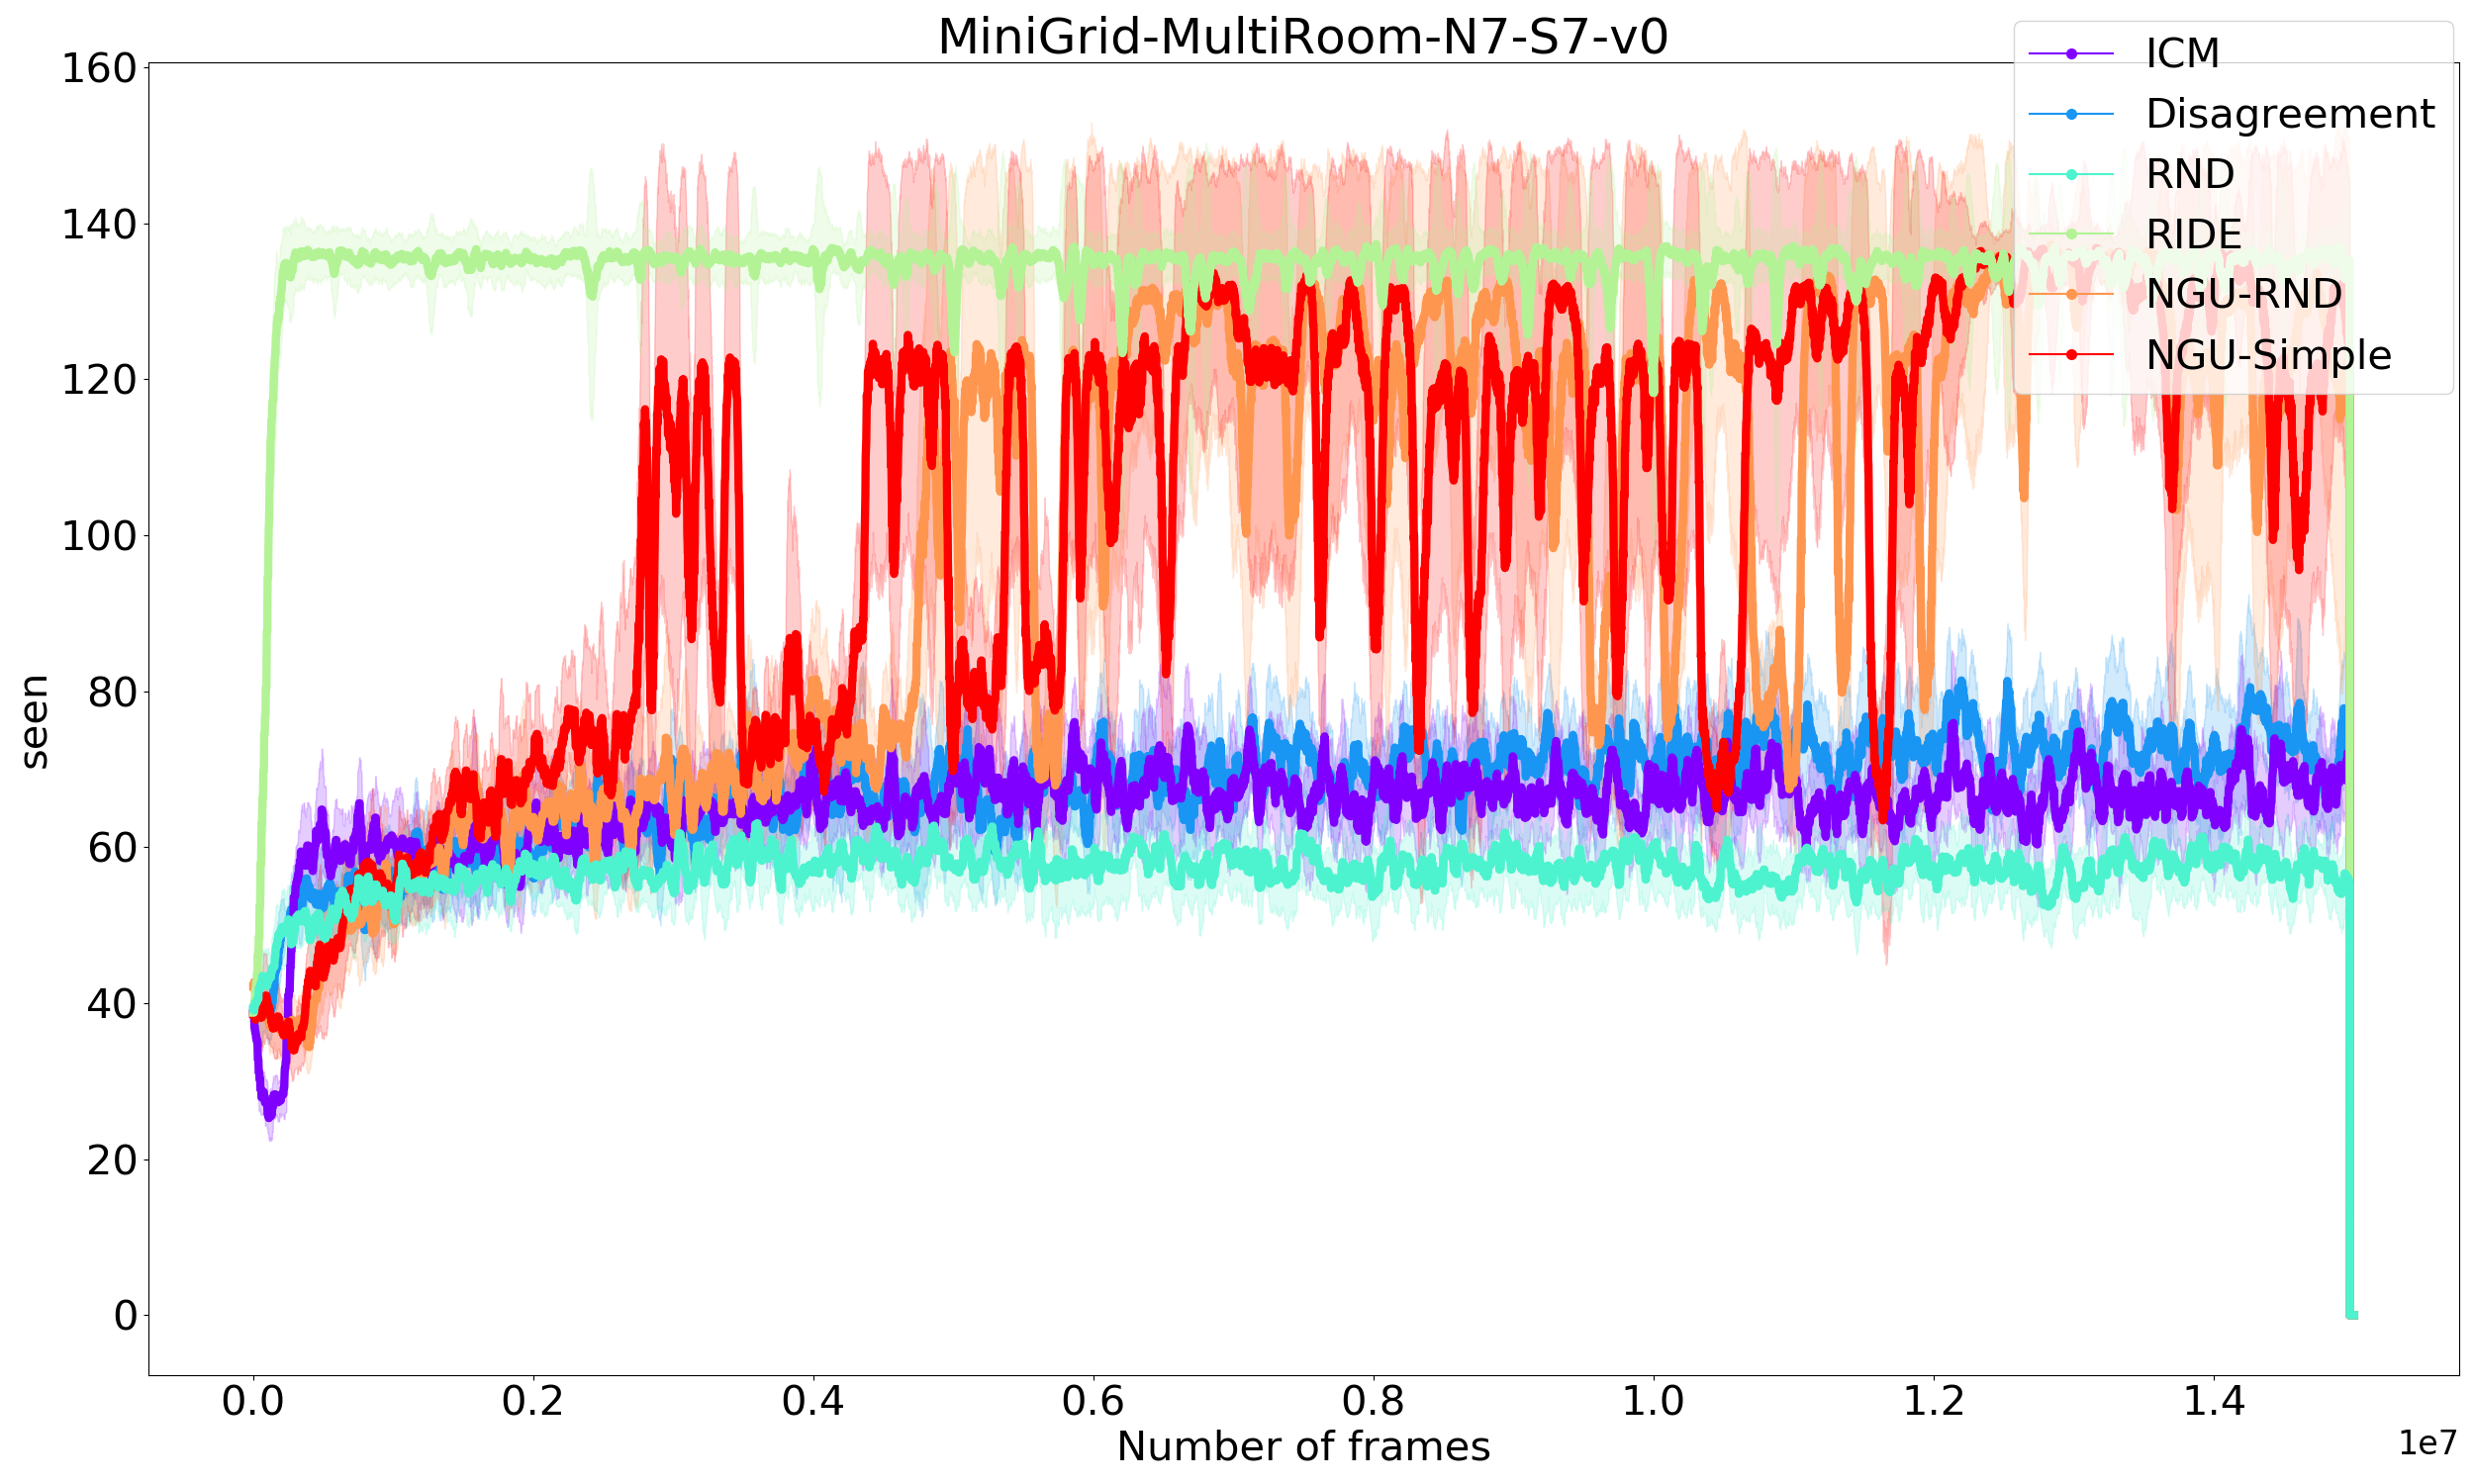 MiniGrid-MultiRoom-N7-S7-v0
ICM
Disagreement
RND
RIDE
NGU-RND
NGU-Simple
seen
160
140
120
100
80
60
40
20
0
0.0 0.2 0.4 0.6 0.8 1.0 1.2 1.4
Number of frames
1e7